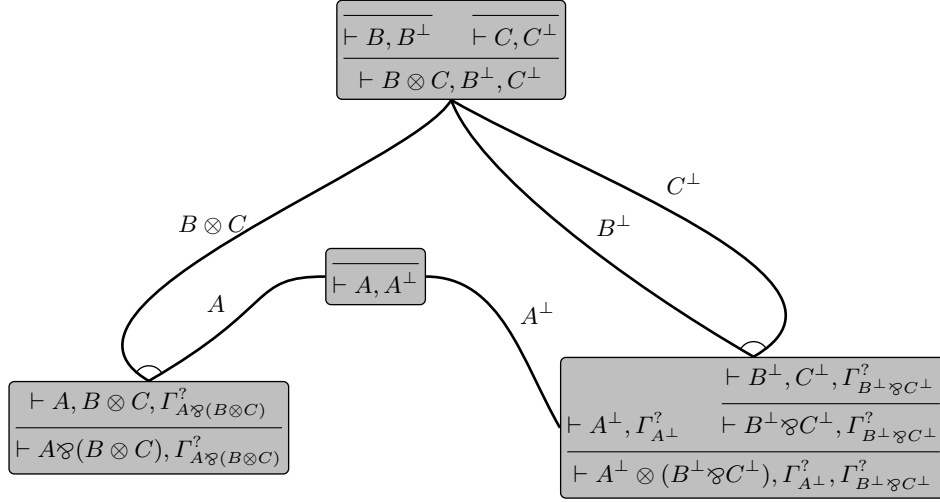 ⊢ B, B^⊥ ⊢ C, C^⊥
⊢ B ⊗ C, B^⊥, C^⊥
C^⊥
B ⊗ C
B^⊥
⊢ A, A^⊥
A
A^⊥
⊢ A, B ⊗ C, Γ^?_{A⅋(B⊗C)}
⊢ A⅋(B ⊗ C), Γ^?_{A⅋(B⊗C)}
⊢ B^⊥, C^⊥, Γ^?_{B^⊥⅋C^⊥}
⊢ A^⊥, Γ^?_{A^⊥} ⊢ B^⊥⅋C^⊥, Γ^?_{B^⊥⅋C^⊥}
⊢ A^⊥ ⊗ (B^⊥⅋C^⊥), Γ^?_{A^⊥}, Γ^?_{B^⊥⅋C^⊥}